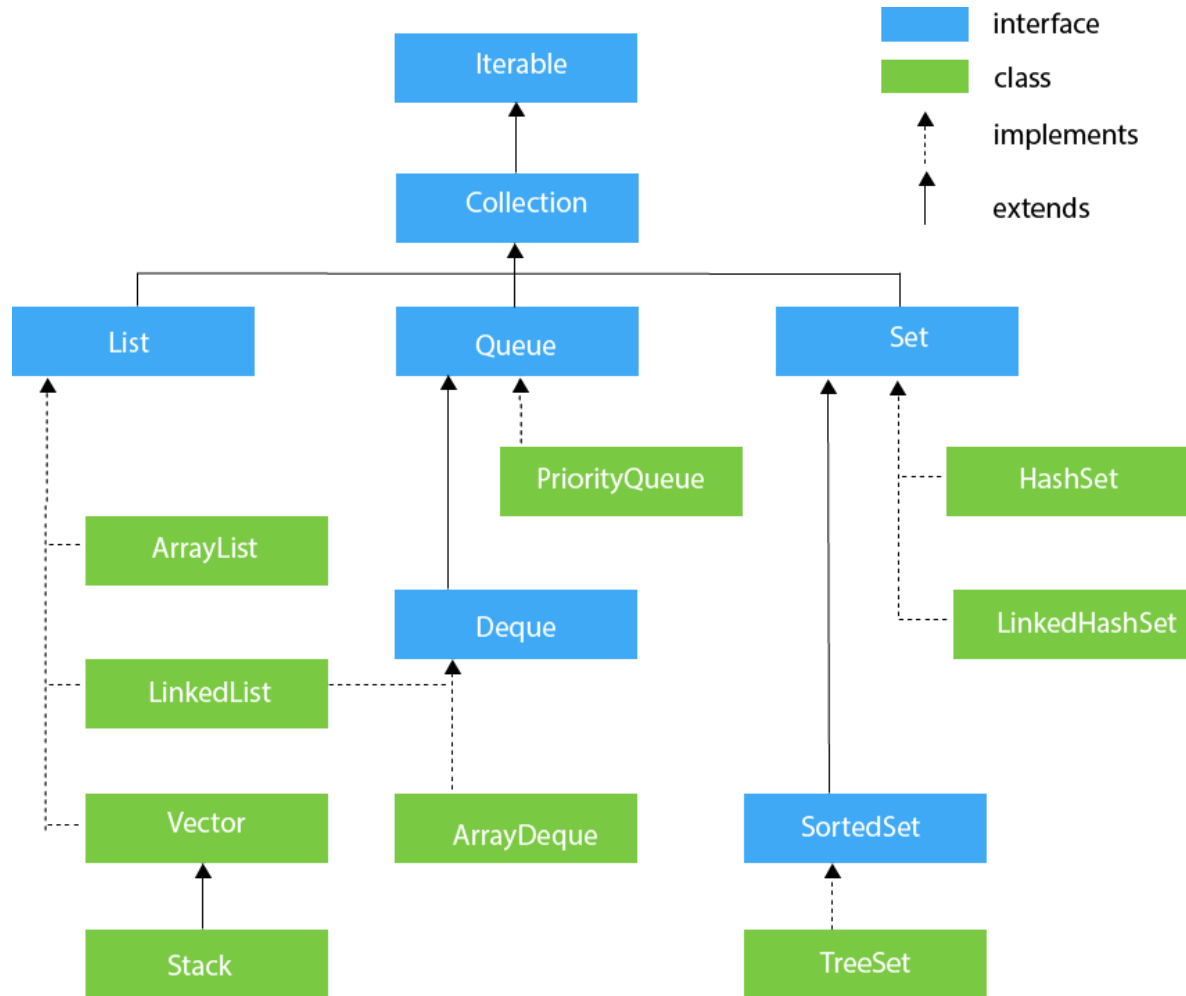 Iterable
interface
class
implements
extends
Collection
List
Queue
Set
PriorityQueue
HashSet
ArrayList
Deque
LinkedHashSet
LinkedList
Vector
ArrayDeque
SortedSet
Stack
TreeSet